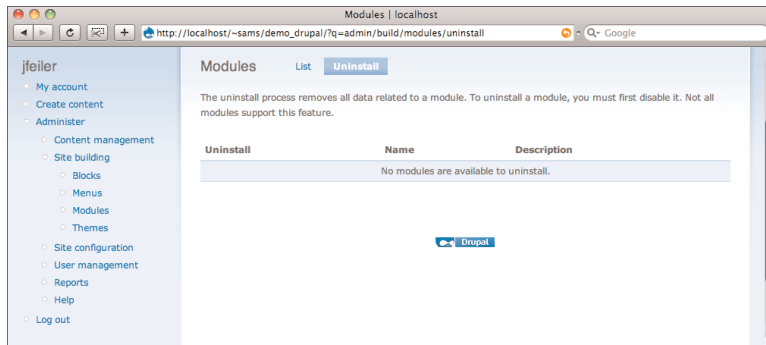 Modules | localhost
http://localhost/~sams/demo_drupal/?q=admin/build/modules/uninstall
Google
jfeiler
My account
Create content
Administer
Content management
Site building
Blocks
Menus
Modules
Themes
Site configuration
User management
Reports
Help
Log out
Modules List Uninstall
The uninstall process removes all data related to a module. To uninstall a module, you must first disable it. Not all
modules support this feature.
Uninstall Name Description
No modules are available to uninstall.
Drupal